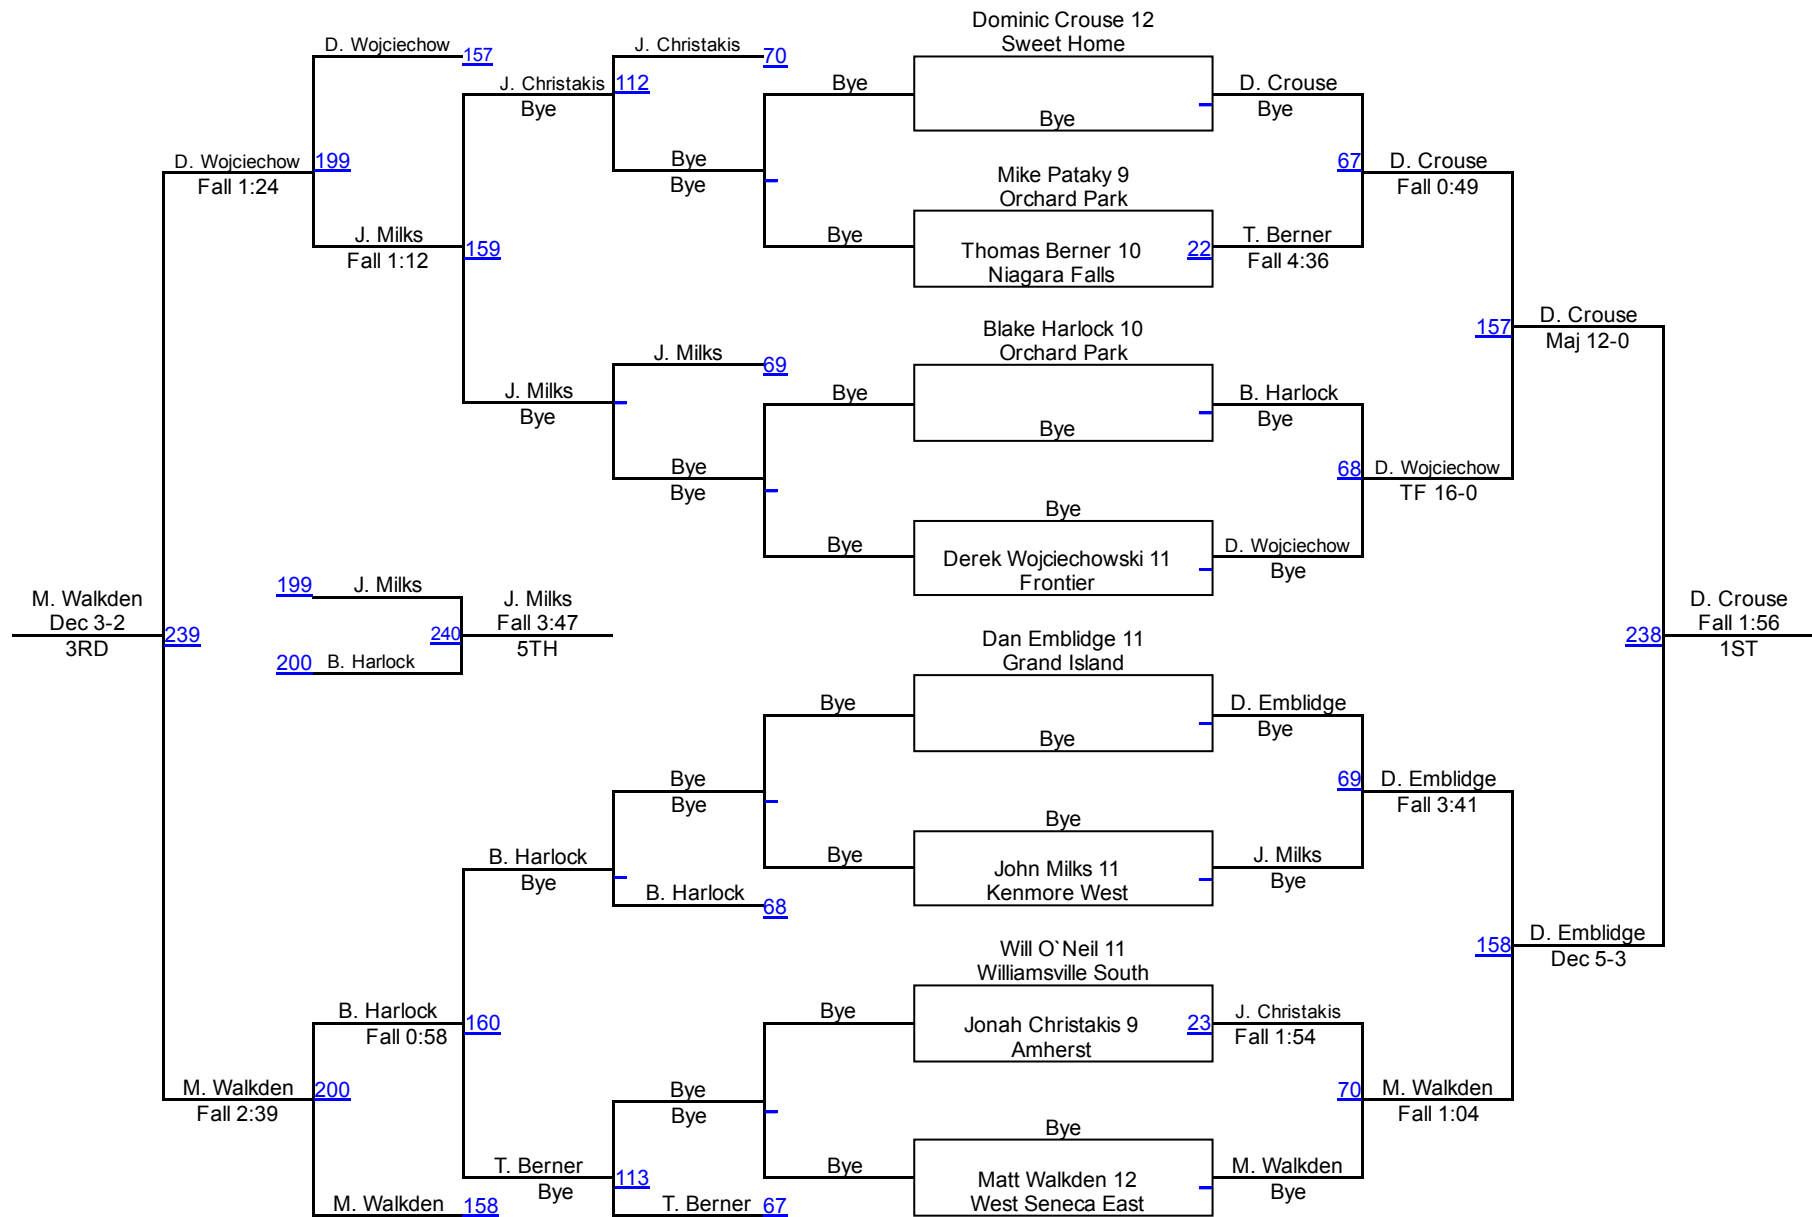 Dominic Crouse 12
Sweet Home
D. Wojciechow
157
J. Christakis
70
J. Christakis
112
Bye
Bye
Bye
D. Crouse
Bye
D. Wojciechow
199
Fall 1:24
Bye
Bye
Mike Pataky 9
Orchard Park
67
D. Crouse
Fall 0:49
J. Milks
159
Fall 1:12
Bye
Thomas Berner 10
Niagara Falls
22
T. Berner
Fall 4:36
Blake Harlock 10
Orchard Park
157
D. Crouse
Maj 12-0
J. Milks
69
J. Milks
Bye
Bye
Bye
B. Harlock
Bye
Bye
Bye
68
D. Wojciechow
TF 16-0
Bye
Bye
Derek Wojciechowski 11
Frontier
D. Wojciechow
Bye
M. Walkden
Dec 3-2
3RD
239
199
J. Milks
200
B. Harlock
240
J. Milks
Fall 3:47
5TH
Dan Emblidge 11
Grand Island
238
D. Crouse
Fall 1:56
1ST
Bye
Bye
D. Emblidge
Bye
Bye
Bye
69
D. Emblidge
Fall 3:41
Bye
Bye
John Milks 11
Kenmore West
J. Milks
Bye
B. Harlock
Bye
B. Harlock
68
Will O`Neil 11
Williamsville South
158
D. Emblidge
Dec 5-3
B. Harlock
160
Fall 0:58
Bye
Jonah Christakis 9
Amherst
23
J. Christakis
Fall 1:54
M. Walkden
200
Fall 2:39
Bye
Bye
70
M. Walkden
Fall 1:04
Bye
Bye
Matt Walkden 12
West Seneca East
M. Walkden
Bye
T. Berner
113
Bye
M. Walkden
158
T. Berner
67